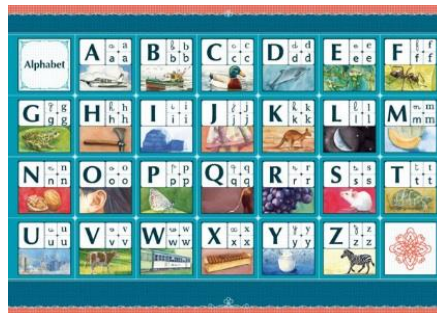 Alphabet
A a a a a
B b b b b
C c c c c
D d d d d
E e e e e
F f f f f
G g g g g
H h h h h
I i i i i
J j j j j
K k k k k
L l l l l
M m m m m
N n n n n
O o o o o
P p p p p
Q q q q q
R r r r r
S s s s s
T t t t t
U u u u u
V v v v v
W w w w w
X x x x x
Y y y y y
Z z z z z